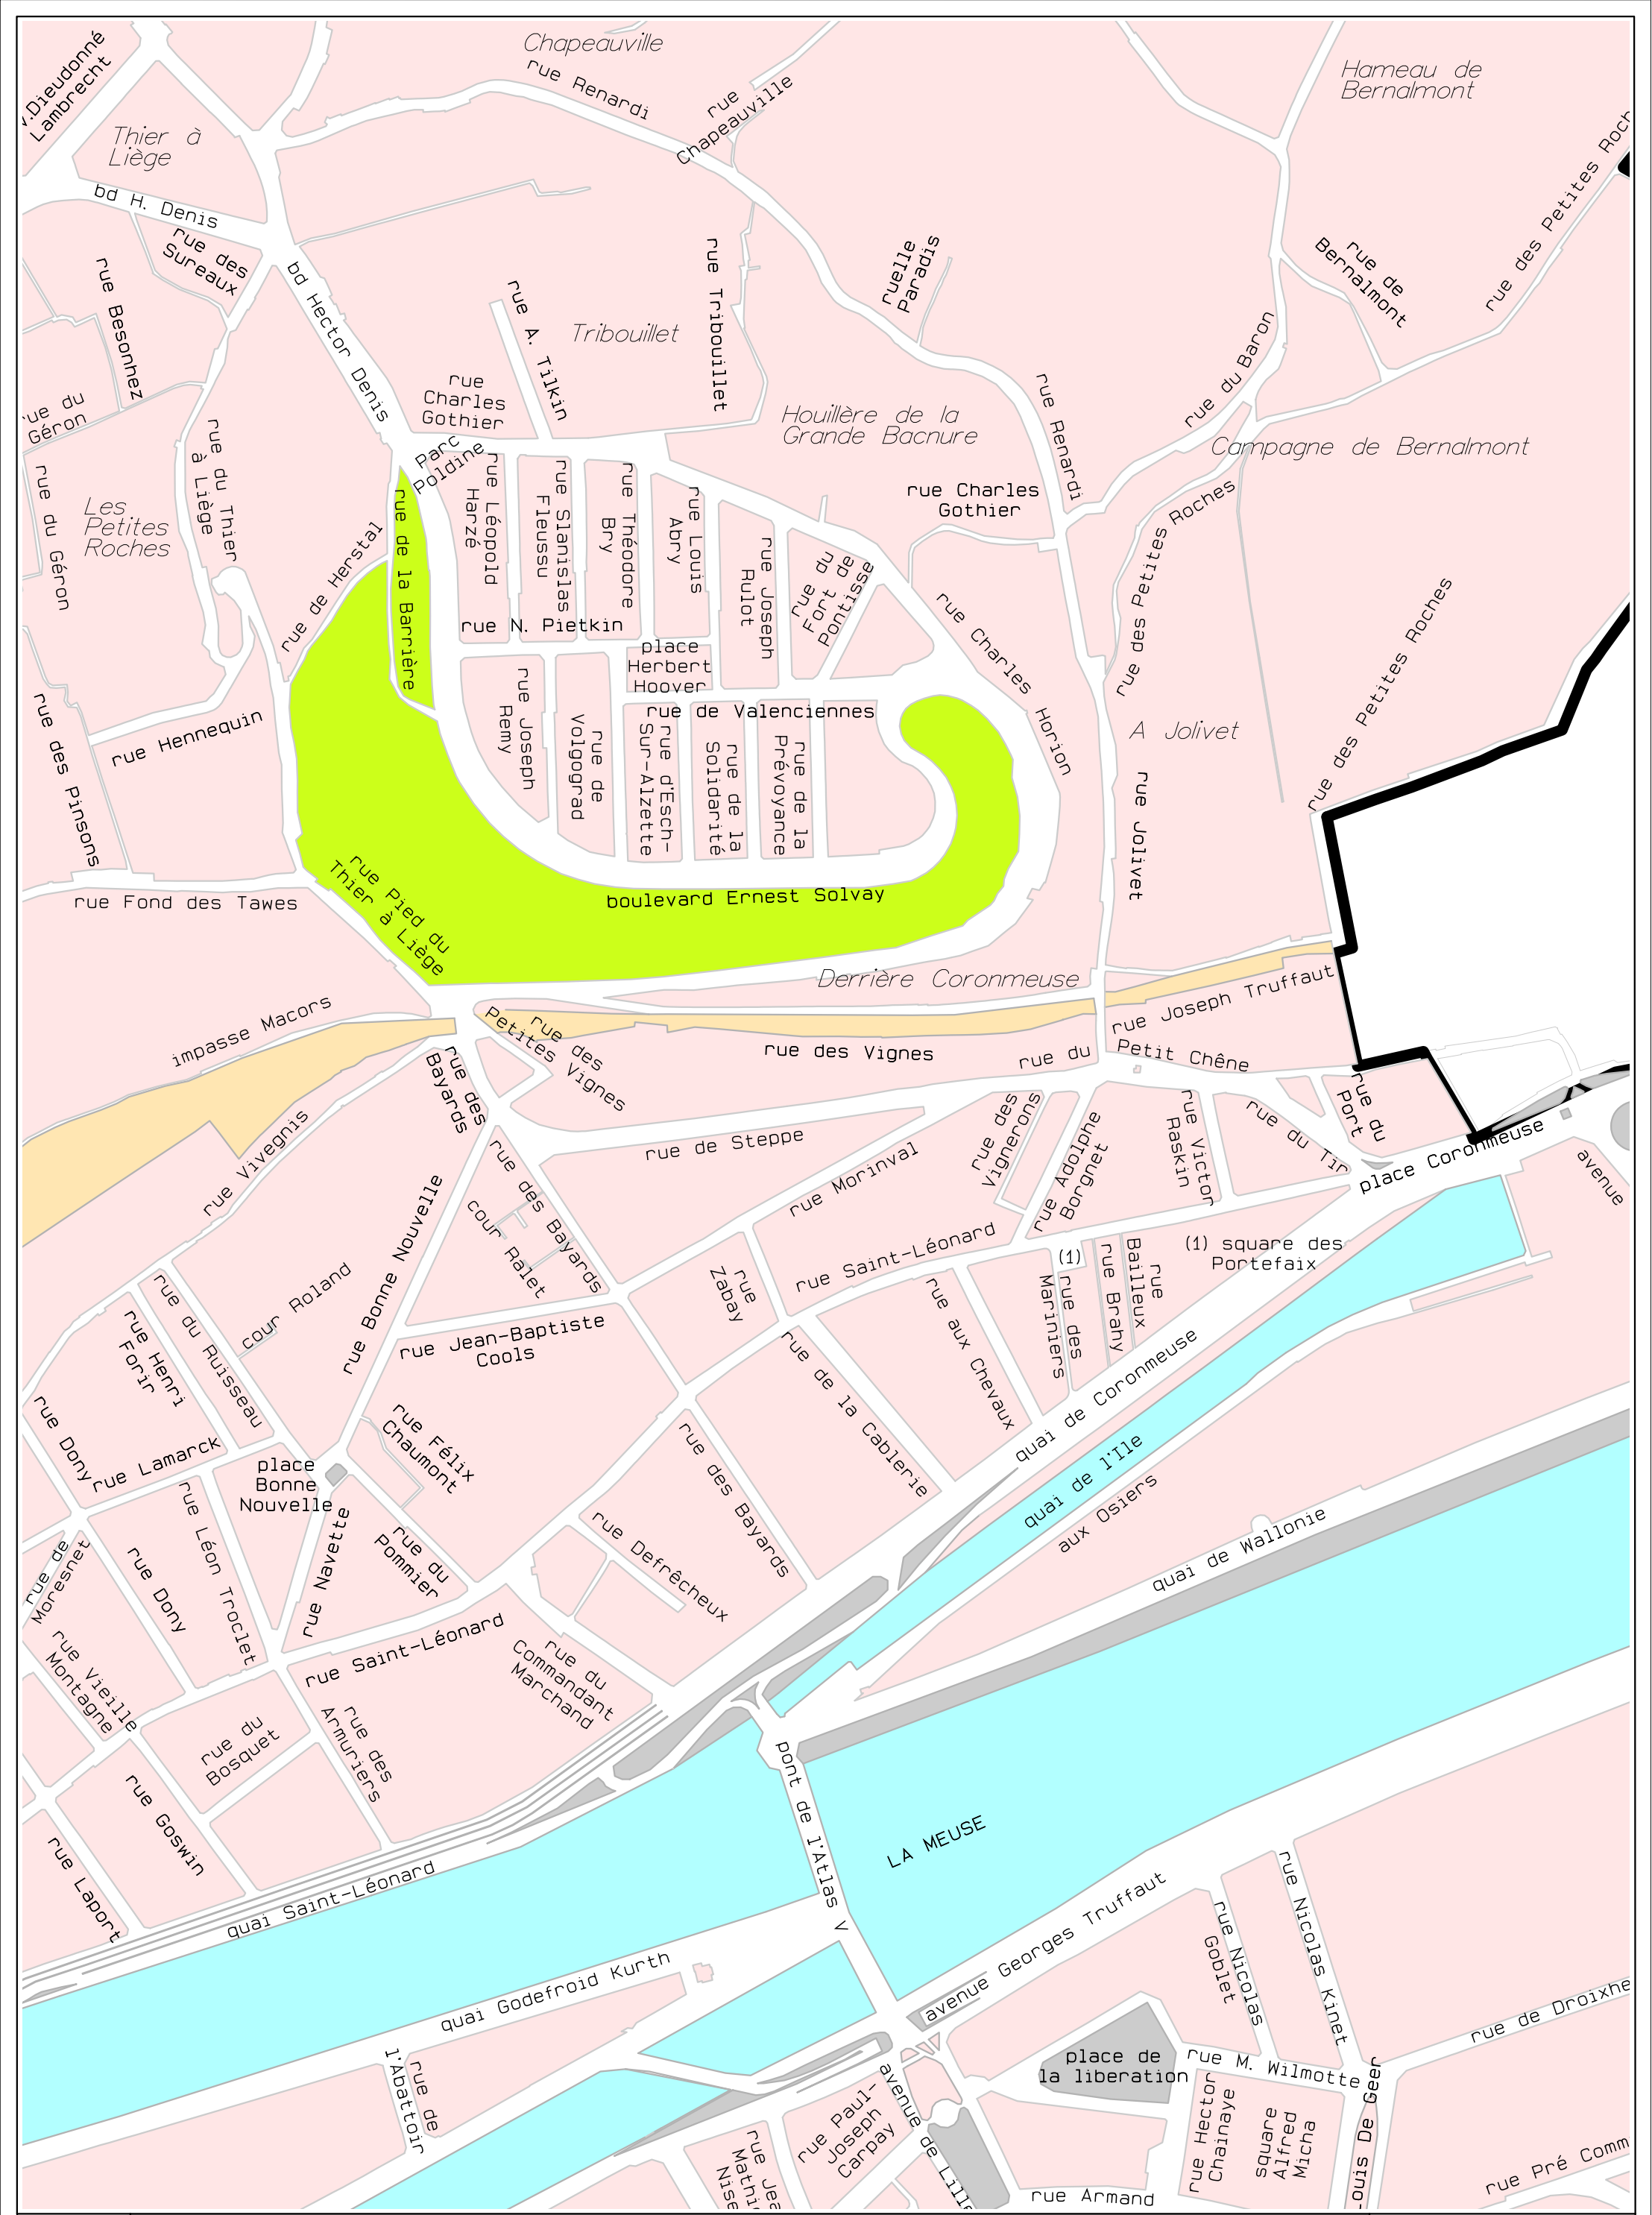 Chapeauville
rue Renardi
rue
Chapeauville
Hameau de
Bernalmont
v.Dieudonné
Lambrecht
Thier à
Liège
bd H. Denis
rue des
Sureaux
rue Besonhez
bd Hector Denis
rue A. Tilkin
Tribouillet
rue Tribouillet
ruelle
Paradis
rue de
Bernalmont
rue des Petites Roch
rue du Baron
rue du
Géron
rue du Géron
Les
Petites
Roches
rue du Thier
à Liège
rue
Charles
Gothier
Parc
Poldine
Houillère de la
Grande Bacnure
rue Renardi
Campagne de Bernalmont
rue Charles
Gothier
rue des Petites Roches
rue de Herstal
rue de la Barrière
rue Léopold
Harzé
rue Slanislas
Fleussu
rue Théodore
Bry
rue Louis
Abry
rue Joseph
Rulot
rue du
Fort de
Pontisse
rue N. Pietkin
place
Herbert
Hoover
rue de Valenciennes
rue Charles Horion
rue des Petites Roches
A Jolivet
rue Jolivet
rue des Pinsons
rue Hennequin
rue Joseph
Remy
rue de
Volgograd
rue d'Esch-
Sur-Alzette
rue de la
Solidarité
rue de la
Prévoyance
rue Fond des Tawes
rue Pied du
Thier à Liège
boulevard Ernest Solvay
Derrière Coronmeuse
rue Joseph Truffaut
impasse Macors
rue des
Petites Vignes
rue des Vignes
rue du Petit Chêne
rue des
Bayards
rue du
Port
rue Vivegnis
rue de Steppe
rue des
Vignerons
rue Adolphe
Borgnet
rue Victor
Raskin
rue du Tir
place Coronmeuse
avenue
rue Morinval
rue des Bayards
cour Ralet
rue Bonne Nouvelle
cour Roland
rue Saint-Léonard
(1)
(1) square des
Portefaix
rue
Zabay
rue des
Mariniers
rue Brahy
rue
Bailleux
rue Henri
Forir
rue du Ruisseau
rue Jean-Baptiste
Cools
rue de la Cablerie
rue aux Chevaux
quai de Coronmeuse
rue Dony
rue Lamarck
place
Bonne
Nouvelle
rue Félix
Chaumont
rue des Bayards
quai de l'Ile
aux Osiers
quai de Wallonie
rue de
Moresnet
rue Dony
rue Léon Troclet
rue Navette
rue du
Pommier
rue Defrêcheux
rue Vieille
Montagne
rue Saint-Léonard
rue du
Commandant
Marchand
rue du
Bosquet
rue des
Armuriers
rue Goswin
rue Laport
quai Saint-Léonard
pont de l'Atlas V
LA MEUSE
quai Godefroid Kurth
avenue Georges Truffaut
rue Nicolas
Goblet
rue Nicolas Kinet
rue de Droixhe
rue de
l'Abattoir
place de
la liberation
rue M. Wilmotte
avenue de Lille
rue Paul-
Joseph
Carpay
rue Jea
Mathi
Nise
rue Hector
Chainaye
square
Alfred
Micha
Louis De Geer
rue Armand
rue Pré Comm